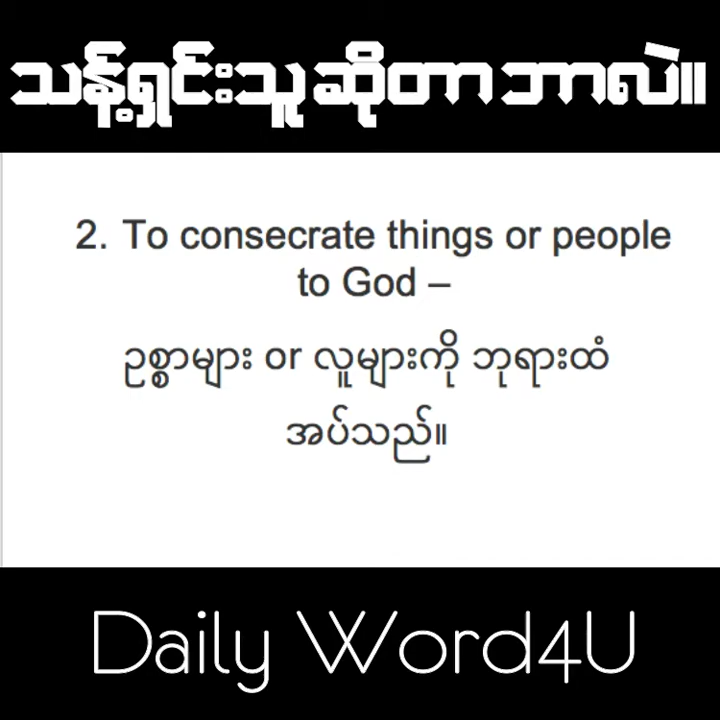 သန့်ရှင်းသူဆိုတာ ဘာလဲ။
2. To consecrate things or people
to God –
ဥစ္စာများ or လူများကို ဘုရားထံ
အပ်သည်။
Daily Word4U